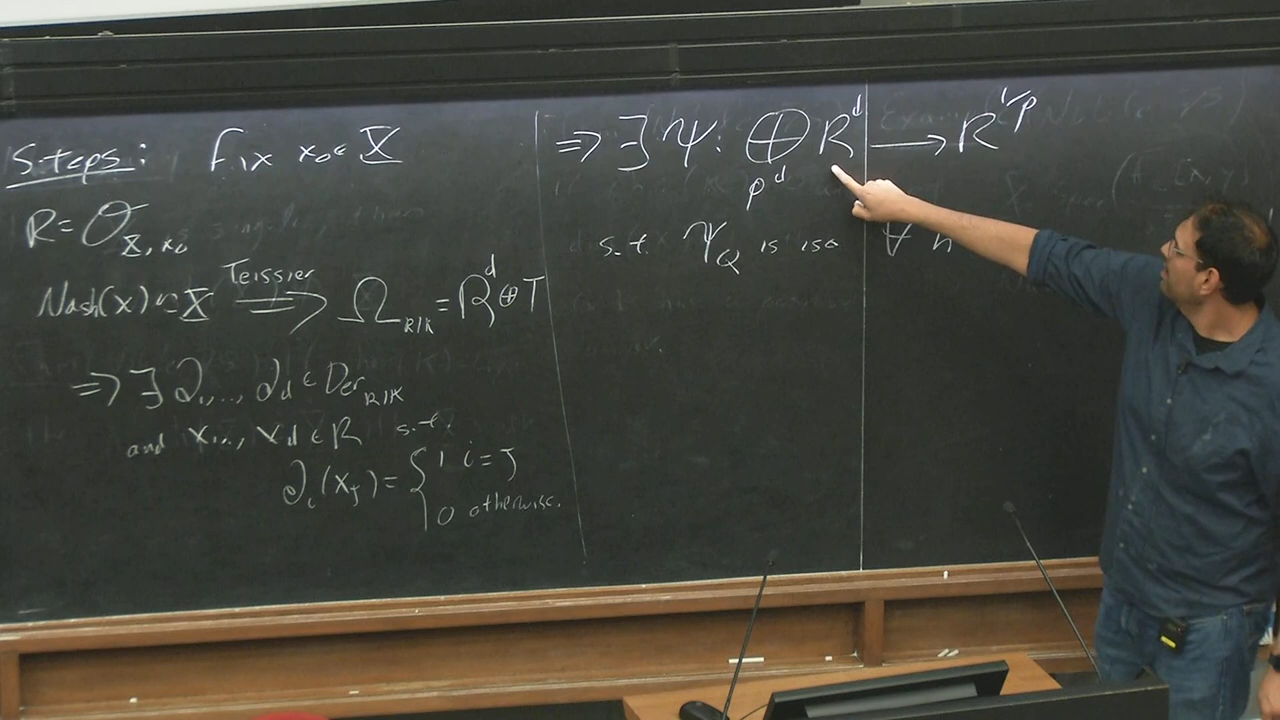 Steps: Fix x₀ ∈ X
R = O_{X,x₀}
Nash(X) ≃ X ⟹^{Teissier} Ω_{R|K} = R^d ⊕ T
⟹ ∃ ∂₁,..., ∂_d ∈ Der_{R|K}
and x₁,.., x_d ∈ R s.t.
∂_i(x_j) = { 1 i = j
0 otherwise.
⟹ ∃ Ψ: ⊕_{p^d} R^d ⟶ R^{1/p}
s.t. Ψ_Q is iso ∀ n